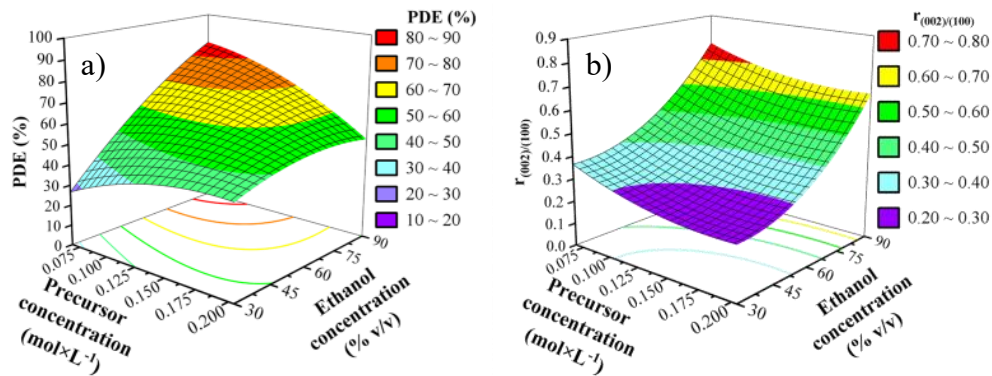 a)
PDE (%)
80 ~ 90
70 ~ 80
60 ~ 70
50 ~ 60
40 ~ 50
30 ~ 40
20 ~ 30
10 ~ 20
PDE (%)
100
90
80
70
60
50
40
30
20
10
0
0.075
0.100
0.125
0.150
0.175
0.200
Precursor
concentration
(mol×L⁻¹)
30
45
60
75
90
Ethanol
concentration
(% v/v)
b)
r(002)/(100)
0.70 ~ 0.80
0.60 ~ 0.70
0.50 ~ 0.60
0.40 ~ 0.50
0.30 ~ 0.40
0.20 ~ 0.30
r(002)/(100)
0.9
0.8
0.7
0.6
0.5
0.4
0.3
0.2
0.1
0.0
0.075
0.100
0.125
0.150
0.175
0.200
Precursor
concentration
(mol×L⁻¹)
30
45
60
75
90
Ethanol
concentration
(% v/v)